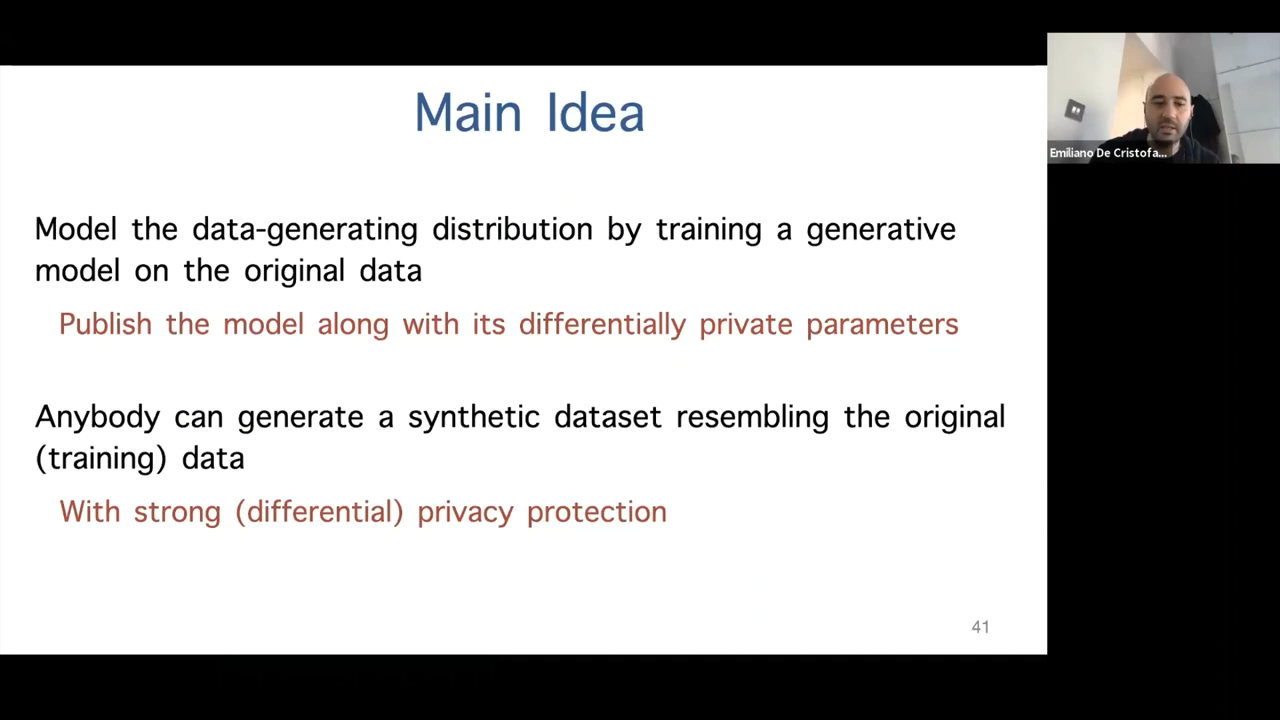 Main Idea
Emiliano De Cristofa...
Model the data-generating distribution by training a generative
model on the original data
Publish the model along with its differentially private parameters
Anybody can generate a synthetic dataset resembling the original
(training) data
With strong (differential) privacy protection
41